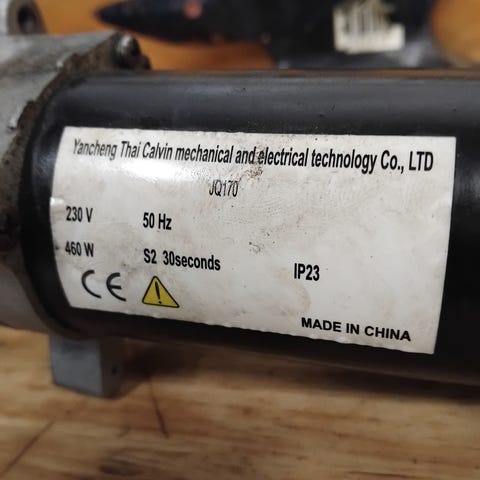 Yancheng Thai Calvin mechanical and electrical technology Co., LTD
JQ170
230 V 50 Hz
460 W S2 30seconds IP23
CE
MADE IN CHINA